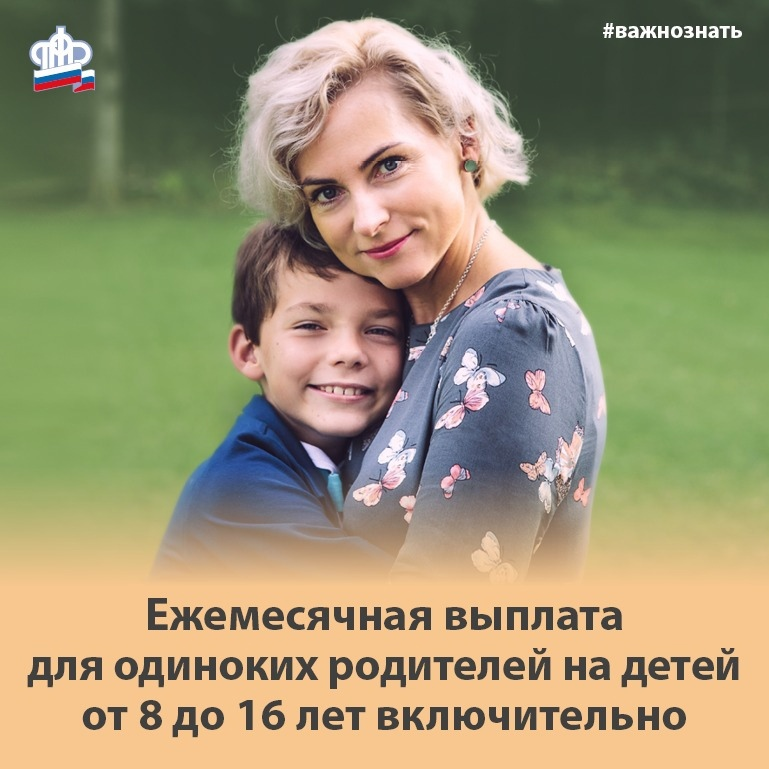 #важнознать
Ежемесячная выплата
для одиноких родителей на детей
от 8 до 16 лет включительно